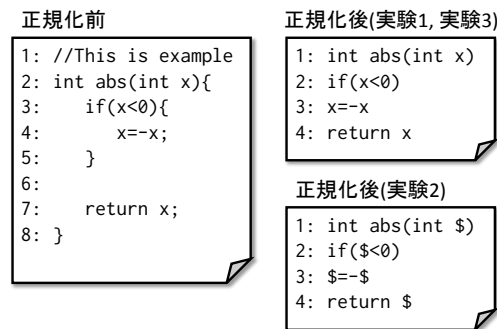 正規化前
1: //This is example
2: int abs(int x){
3:    if(x<0){
4:       x=-x;
5:    }
6:
7:    return x;
8: }
正規化後(実験1, 実験3)
1: int abs(int x)
2: if(x<0)
3: x=-x
4: return x
正規化後(実験2)
1: int abs(int $)
2: if($<0)
3: $=-$
4: return $